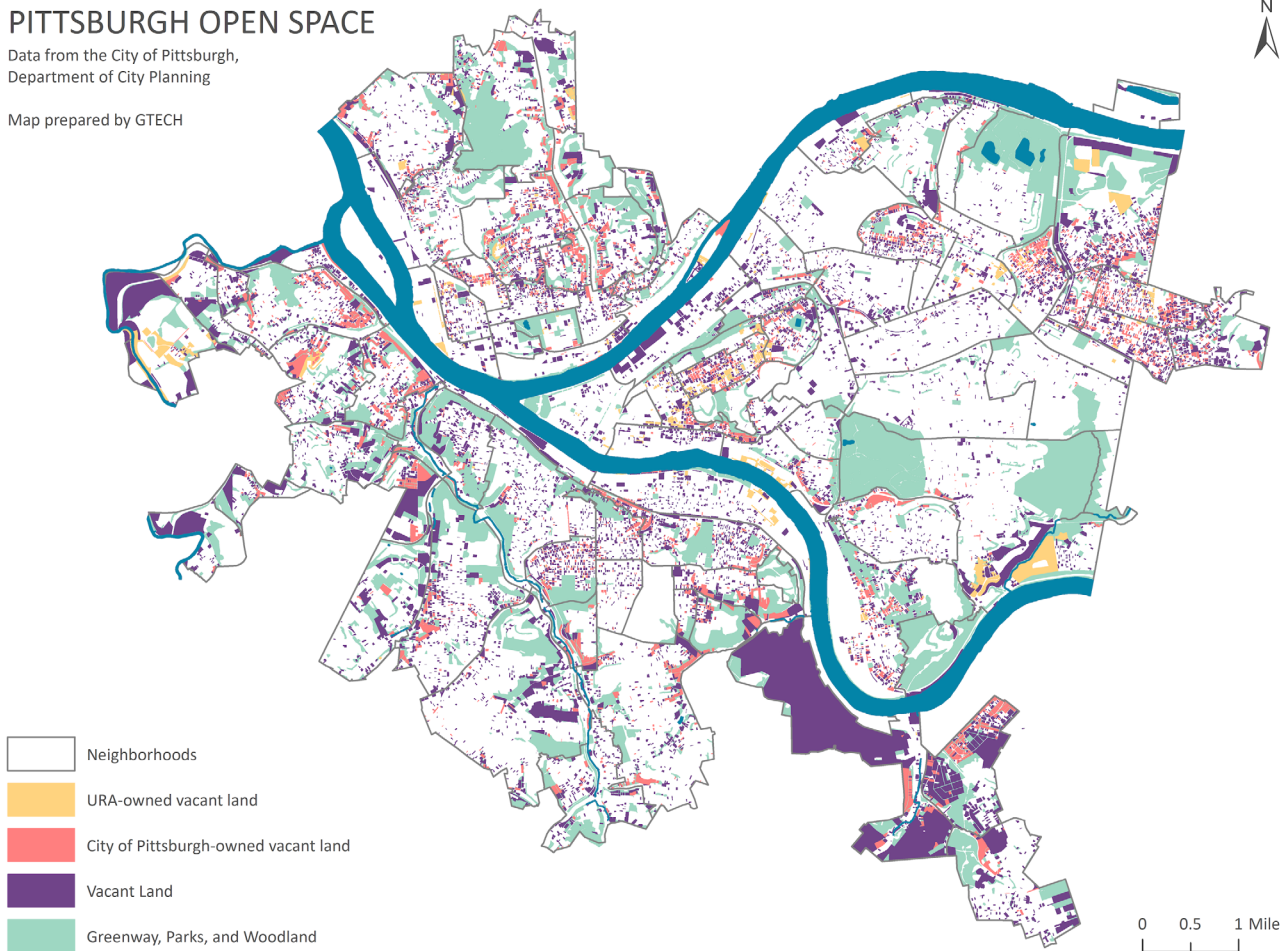 PITTSBURGH OPEN SPACE
Data from the City of Pittsburgh,
Department of City Planning
Map prepared by GTECH
N
Neighborhoods
URA-owned vacant land
City of Pittsburgh-owned vacant land
Vacant Land
Greenway, Parks, and Woodland
0 0.5 1 Mile